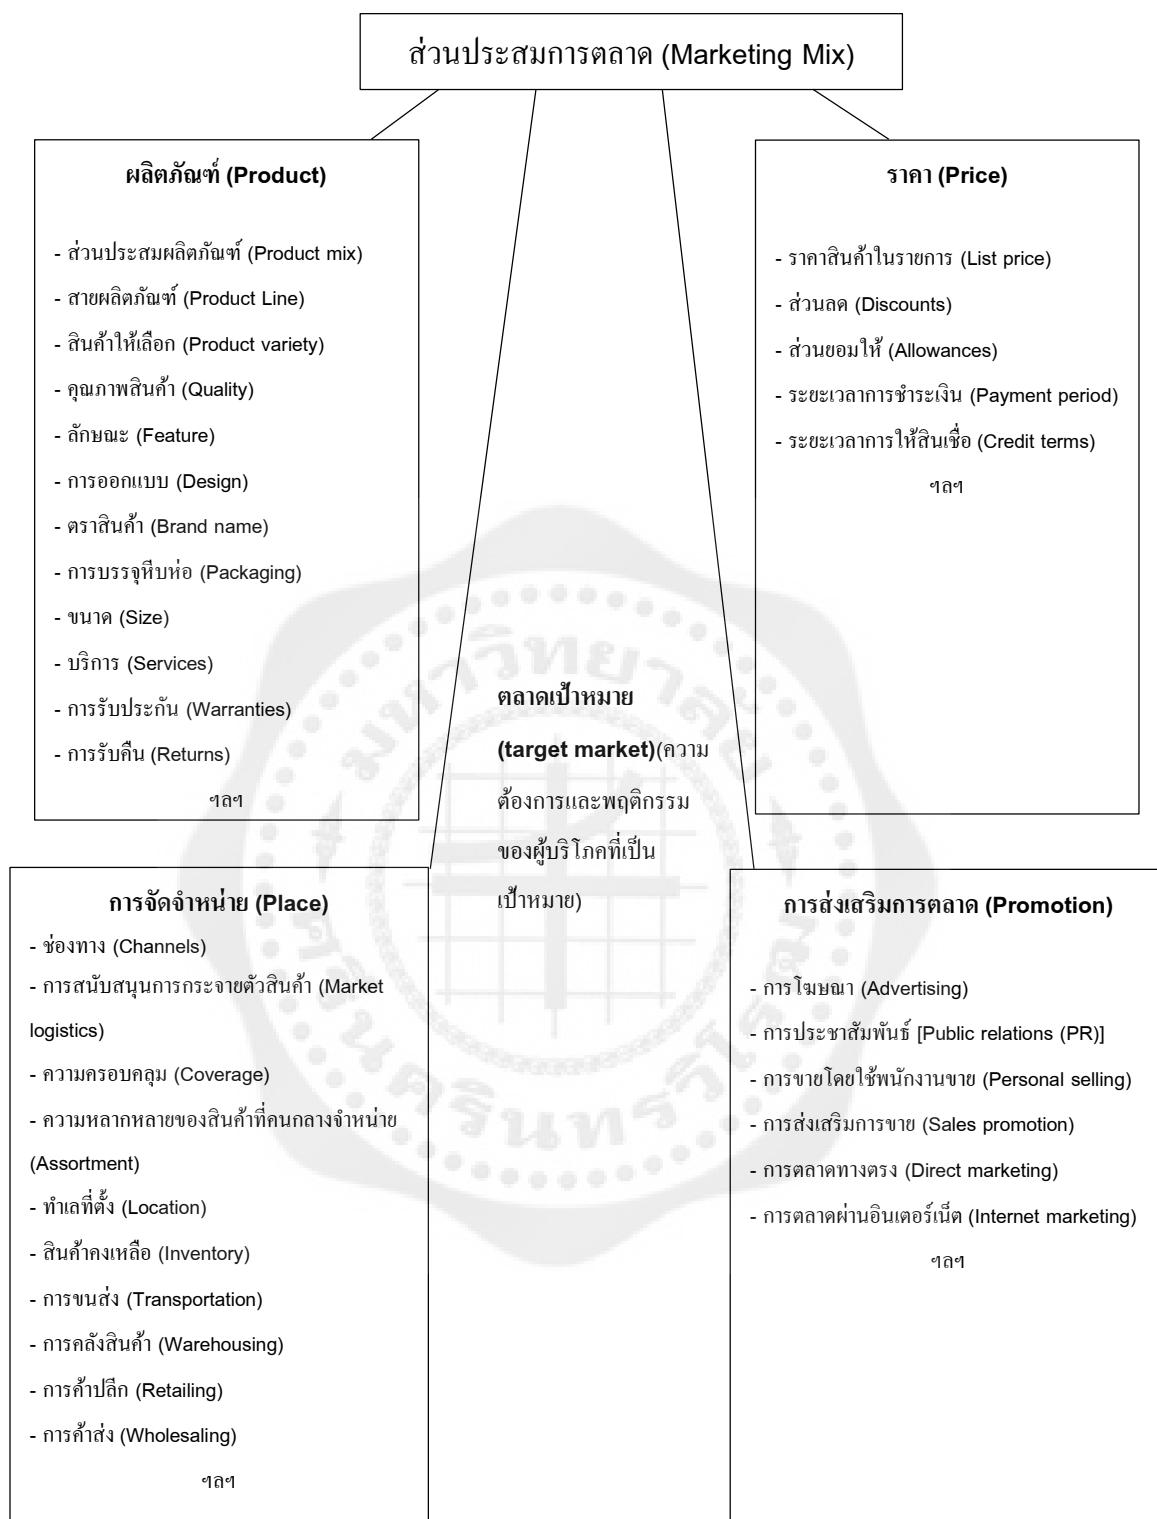 ส่วนประสมการตลาด (Marketing Mix)
ผลิตภัณฑ์ (Product)
- ส่วนประสมผลิตภัณฑ์ (Product mix)
- สายผลิตภัณฑ์ (Product Line)
- สินค้าให้เลือก (Product variety)
- คุณภาพสินค้า (Quality)
- ลักษณะ (Feature)
- การออกแบบ (Design)
- ตราสินค้า (Brand name)
- การบรรจุหีบห่อ (Packaging)
- ขนาด (Size)
- บริการ (Services)
- การรับประกัน (Warranties)
- การรับคืน (Returns)
ฯลฯ
ราคา (Price)
- ราคาสินค้าในรายการ (List price)
- ส่วนลด (Discounts)
- ส่วนยอมให้ (Allowances)
- ระยะเวลาการชำระเงิน (Payment period)
- ระยะเวลาการให้สินเชื่อ (Credit terms)
ฯลฯ
ตลาดเป้าหมาย
(target market)(ความ
ต้องการและพฤติกรรม
ของผู้บริโภคที่เป็น
เป้าหมาย)
การจัดจำหน่าย (Place)
- ช่องทาง (Channels)
- การสนับสนุนการกระจายตัวสินค้า (Market
logistics)
- ความครอบคลุม (Coverage)
- ความหลากหลายของสินค้าที่คนกลางจำหน่าย
(Assortment)
- ทำเลที่ตั้ง (Location)
- สินค้าคงเหลือ (Inventory)
- การขนส่ง (Transportation)
- การคลังสินค้า (Warehousing)
- การค้าปลีก (Retailing)
- การค้าส่ง (Wholesaling)
ฯลฯ
การส่งเสริมการตลาด (Promotion)
- การโฆษณา (Advertising)
- การประชาสัมพันธ์ [Public relations (PR)]
- การขายโดยใช้พนักงานขาย (Personal selling)
- การส่งเสริมการขาย (Sales promotion)
- การตลาดทางตรง (Direct marketing)
- การตลาดผ่านอินเตอร์เน็ต (Internet marketing)
ฯลฯ
มหาวิทยาลัย
ศรีนครินทรวิโรฒ